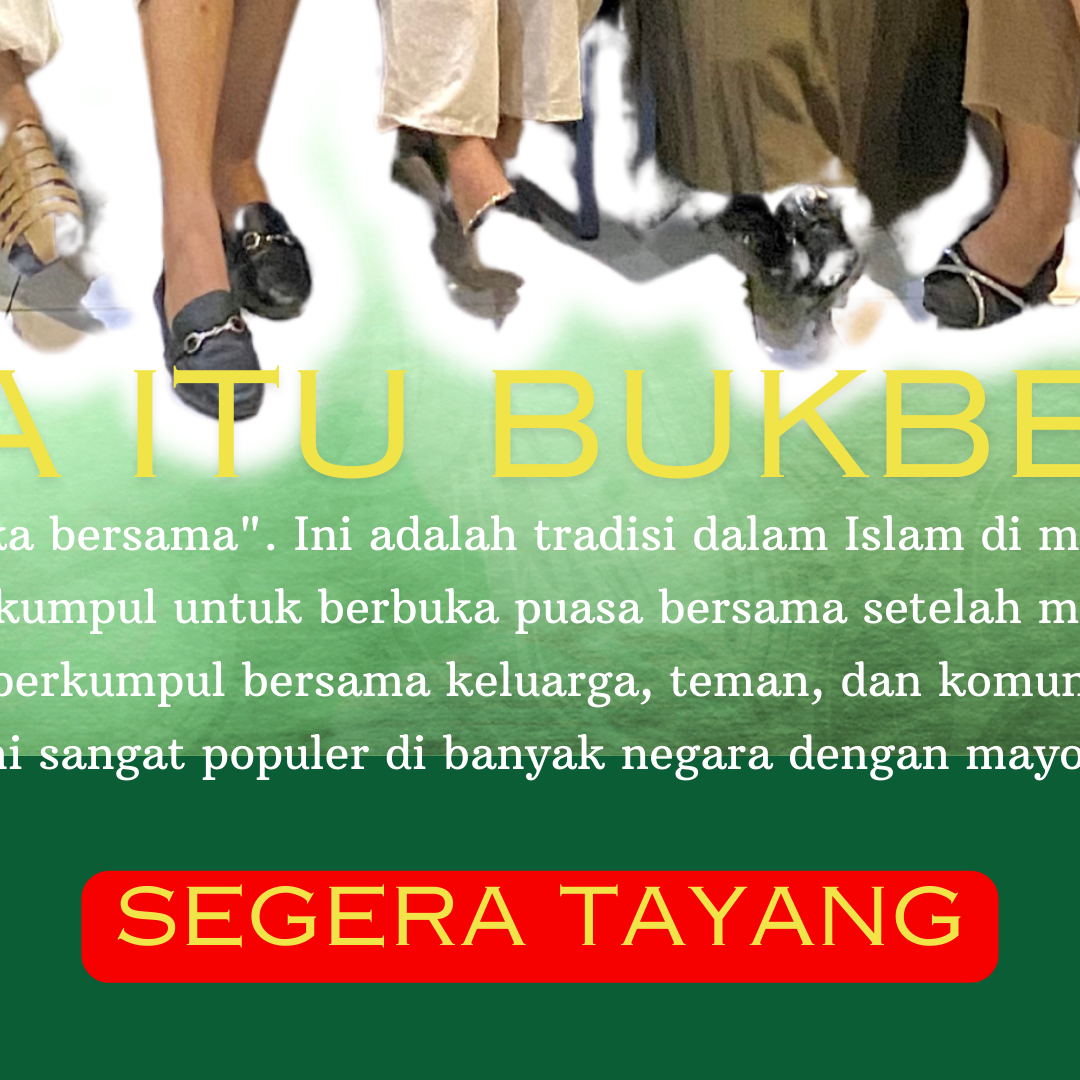 A ITU BUKBE
ka bersama". Ini adalah tradisi dalam Islam di m
kumpul untuk berbuka puasa bersama setelah m
berkumpul bersama keluarga, teman, dan komun
ni sangat populer di banyak negara dengan mayo
SEGERA TAYANG